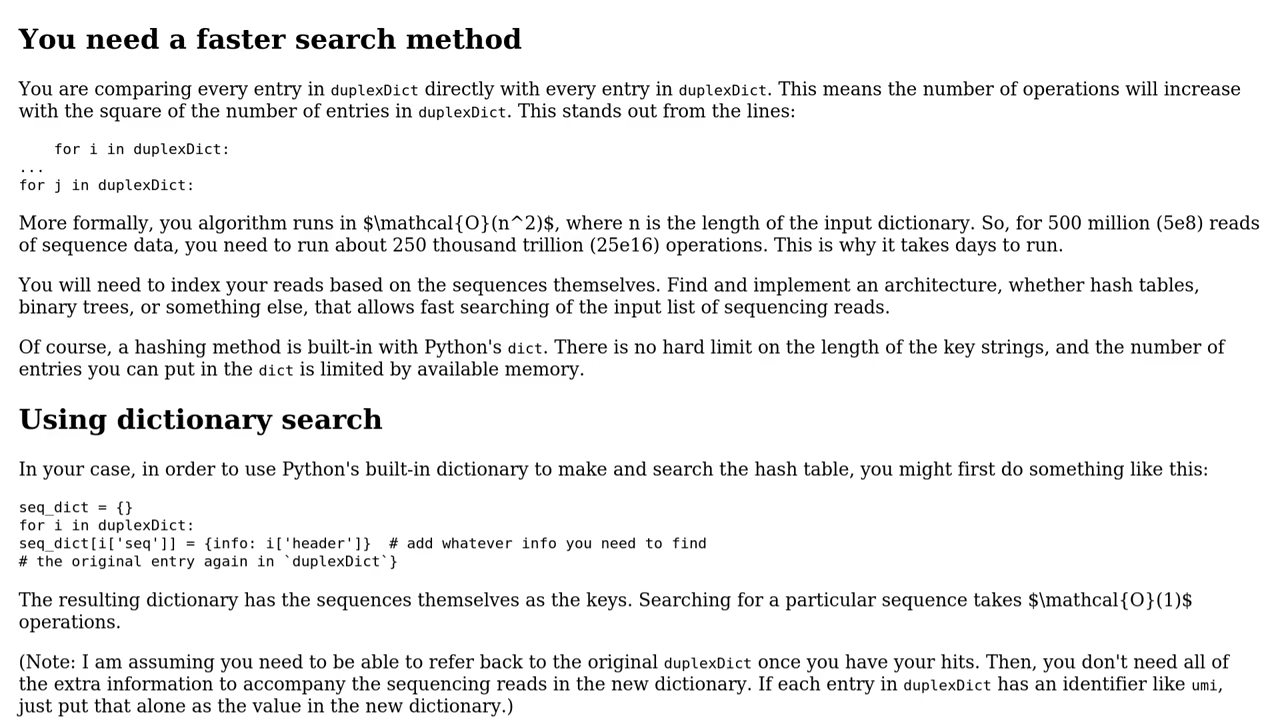 You need a faster search method
You are comparing every entry in duplexDict directly with every entry in duplexDict. This means the number of operations will increase
with the square of the number of entries in duplexDict. This stands out from the lines:
    for i in duplexDict:
...
for j in duplexDict:
More formally, you algorithm runs in $\mathcal{O}(n^2)$, where n is the length of the input dictionary. So, for 500 million (5e8) reads
of sequence data, you need to run about 250 thousand trillion (25e16) operations. This is why it takes days to run.
You will need to index your reads based on the sequences themselves. Find and implement an architecture, whether hash tables,
binary trees, or something else, that allows fast searching of the input list of sequencing reads.
Of course, a hashing method is built-in with Python's dict. There is no hard limit on the length of the key strings, and the number of
entries you can put in the dict is limited by available memory.
Using dictionary search
In your case, in order to use Python's built-in dictionary to make and search the hash table, you might first do something like this:
seq_dict = {}
for i in duplexDict:
seq_dict[i['seq']] = {info: i['header']}  # add whatever info you need to find
# the original entry again in `duplexDict`}
The resulting dictionary has the sequences themselves as the keys. Searching for a particular sequence takes $\mathcal{O}(1)$
operations.
(Note: I am assuming you need to be able to refer back to the original duplexDict once you have your hits. Then, you don't need all of
the extra information to accompany the sequencing reads in the new dictionary. If each entry in duplexDict has an identifier like umi,
just put that alone as the value in the new dictionary.)